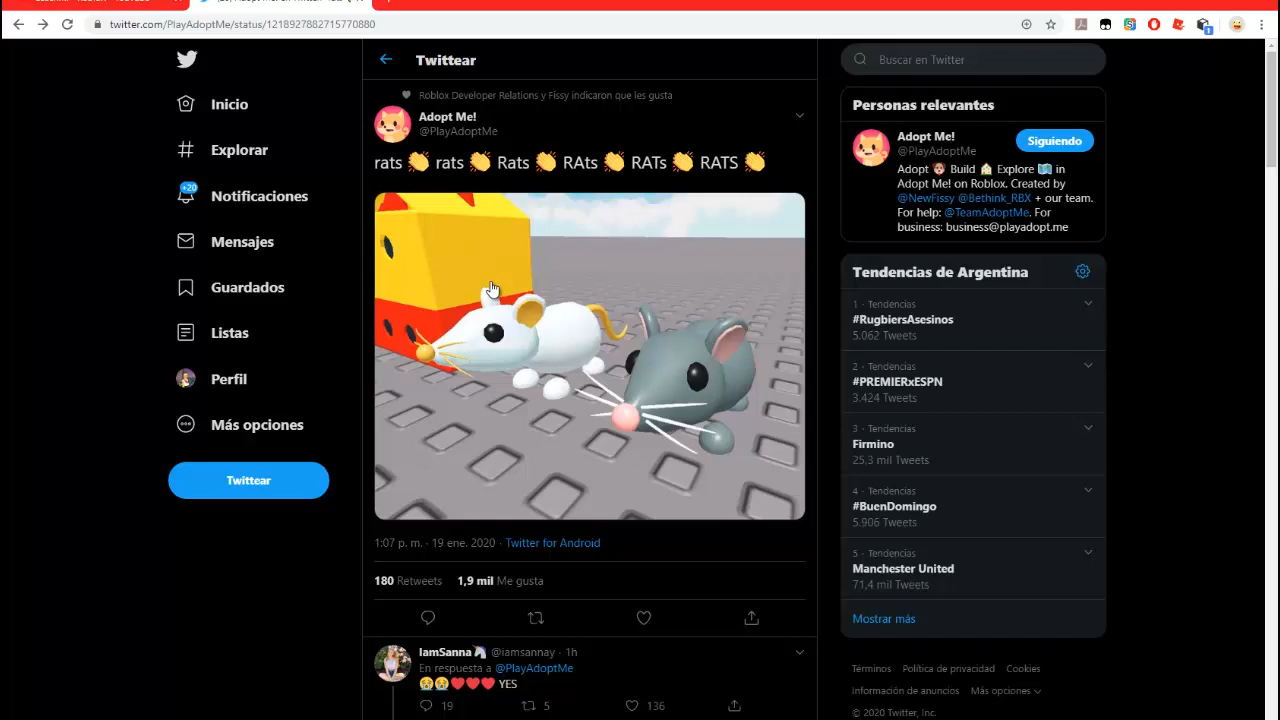 twitter.com/PlayAdoptMe/status/1218927882715770880
Inicio
Explorar
+20
Notificaciones
Mensajes
Guardados
Listas
Perfil
Más opciones
Twittear
Twittear
Roblox Developer Relations y Fissy indicaron que les gusta
Adopt Me!
@PlayAdoptMe
rats 👏 rats 👏 Rats 👏 RAts 👏 RATs 👏 RATS 👏
1:07 p. m. · 19 ene. 2020 · Twitter for Android
180 Retweets 1,9 mil Me gusta
IamSanna🦄 @iamsannay · 1h
En respuesta a @PlayAdoptMe
😭😭❤️❤️❤️ YES
19 5 136
Buscar en Twitter
Personas relevantes
Adopt Me!
@PlayAdoptMe
Siguiendo
Adopt 👶 Build 🏠 Explore 🗺️ in
Adopt Me! on Roblox. Created by
@NewFissy @Bethink_RBX + our team.
For help: @TeamAdoptMe. For
business: business@playadopt.me
Tendencias de Argentina
1 · Tendencias
#RugbiersAsesinos
5.062 Tweets
2 · Tendencias
#PREMIERxESPN
3.424 Tweets
3 · Tendencias
Firmino
25,3 mil Tweets
4 · Tendencias
#BuenDomingo
5.906 Tweets
5 · Tendencias
Manchester United
71,4 mil Tweets
Mostrar más
Términos Política de privacidad Cookies
Información de anuncios Más opciones
© 2020 Twitter, Inc.